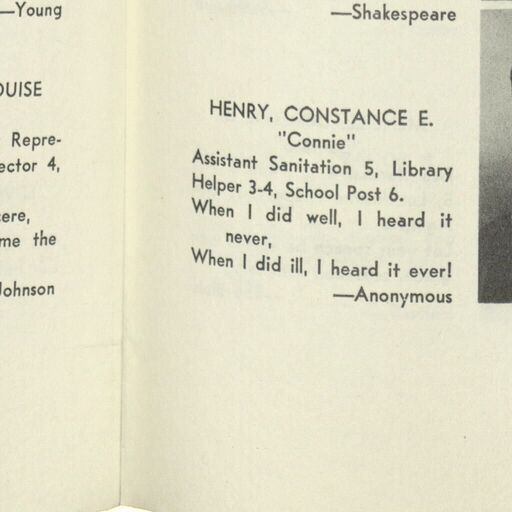 —Young
OUISE
Repre-
ector 4,
ere,
me the
Johnson
—Shakespeare
HENRY, CONSTANCE E.
"Connie"
Assistant Sanitation 5, Library
Helper 3-4, School Post 6.
When I did well, I heard it
never,
When I did ill, I heard it ever!
—Anonymous